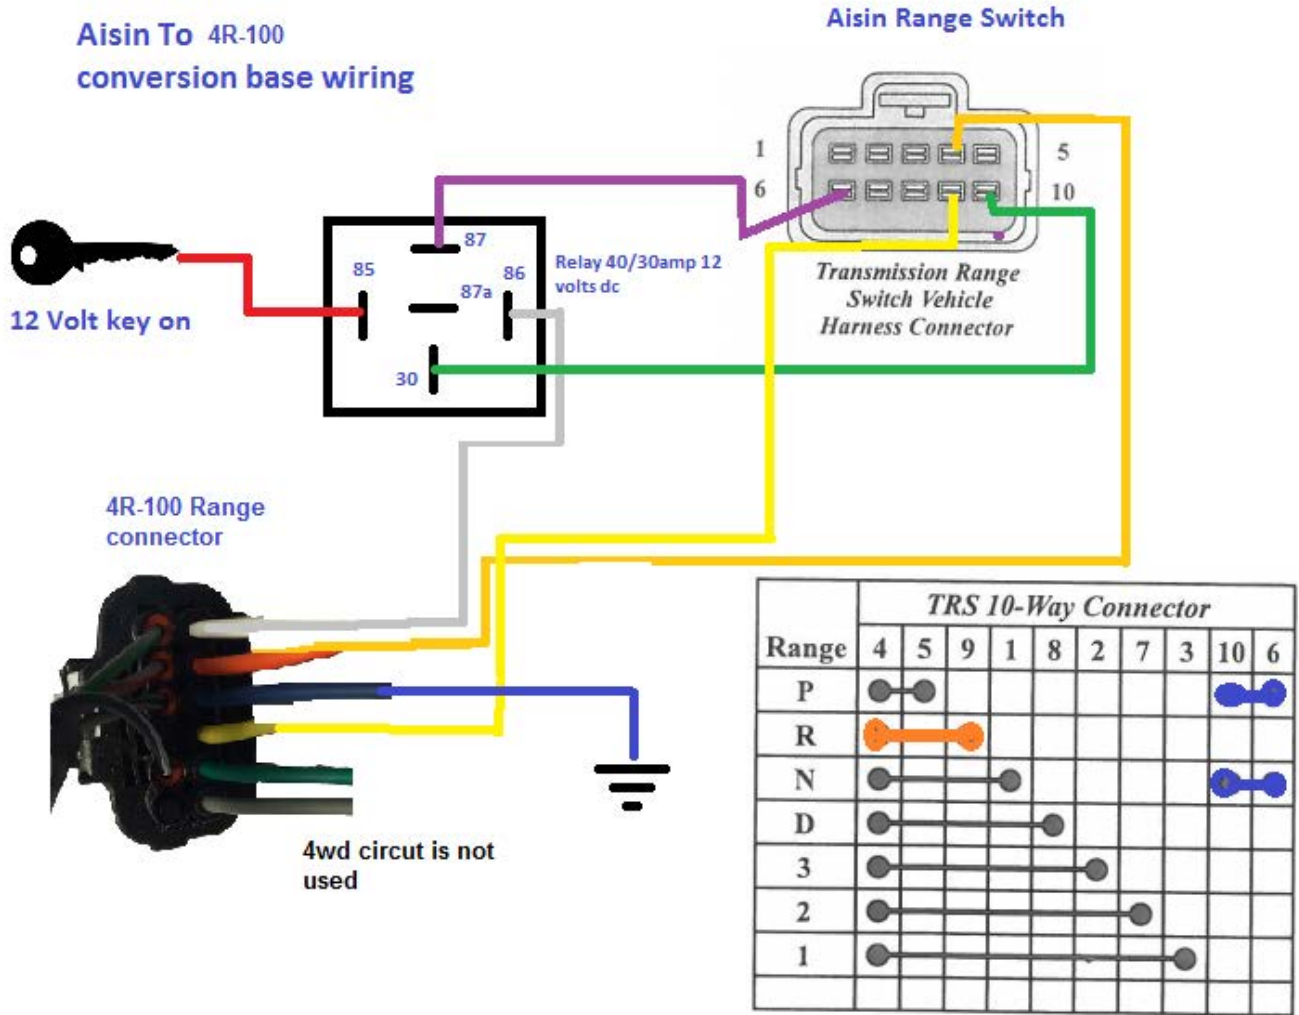 Aisin To 4R-100
conversion base wiring
Aisin Range Switch
1
5
6
10
Transmission Range
Switch Vehicle
Harness Connector
12 Volt key on
87
85
86
87a
30
Relay 40/30amp 12
volts dc
4R-100 Range
connector
4wd circut is not
used
TRS 10-Way Connector
Range 4 5 9 1 8 2 7 3 10 6
P
R
N
D
3
2
1